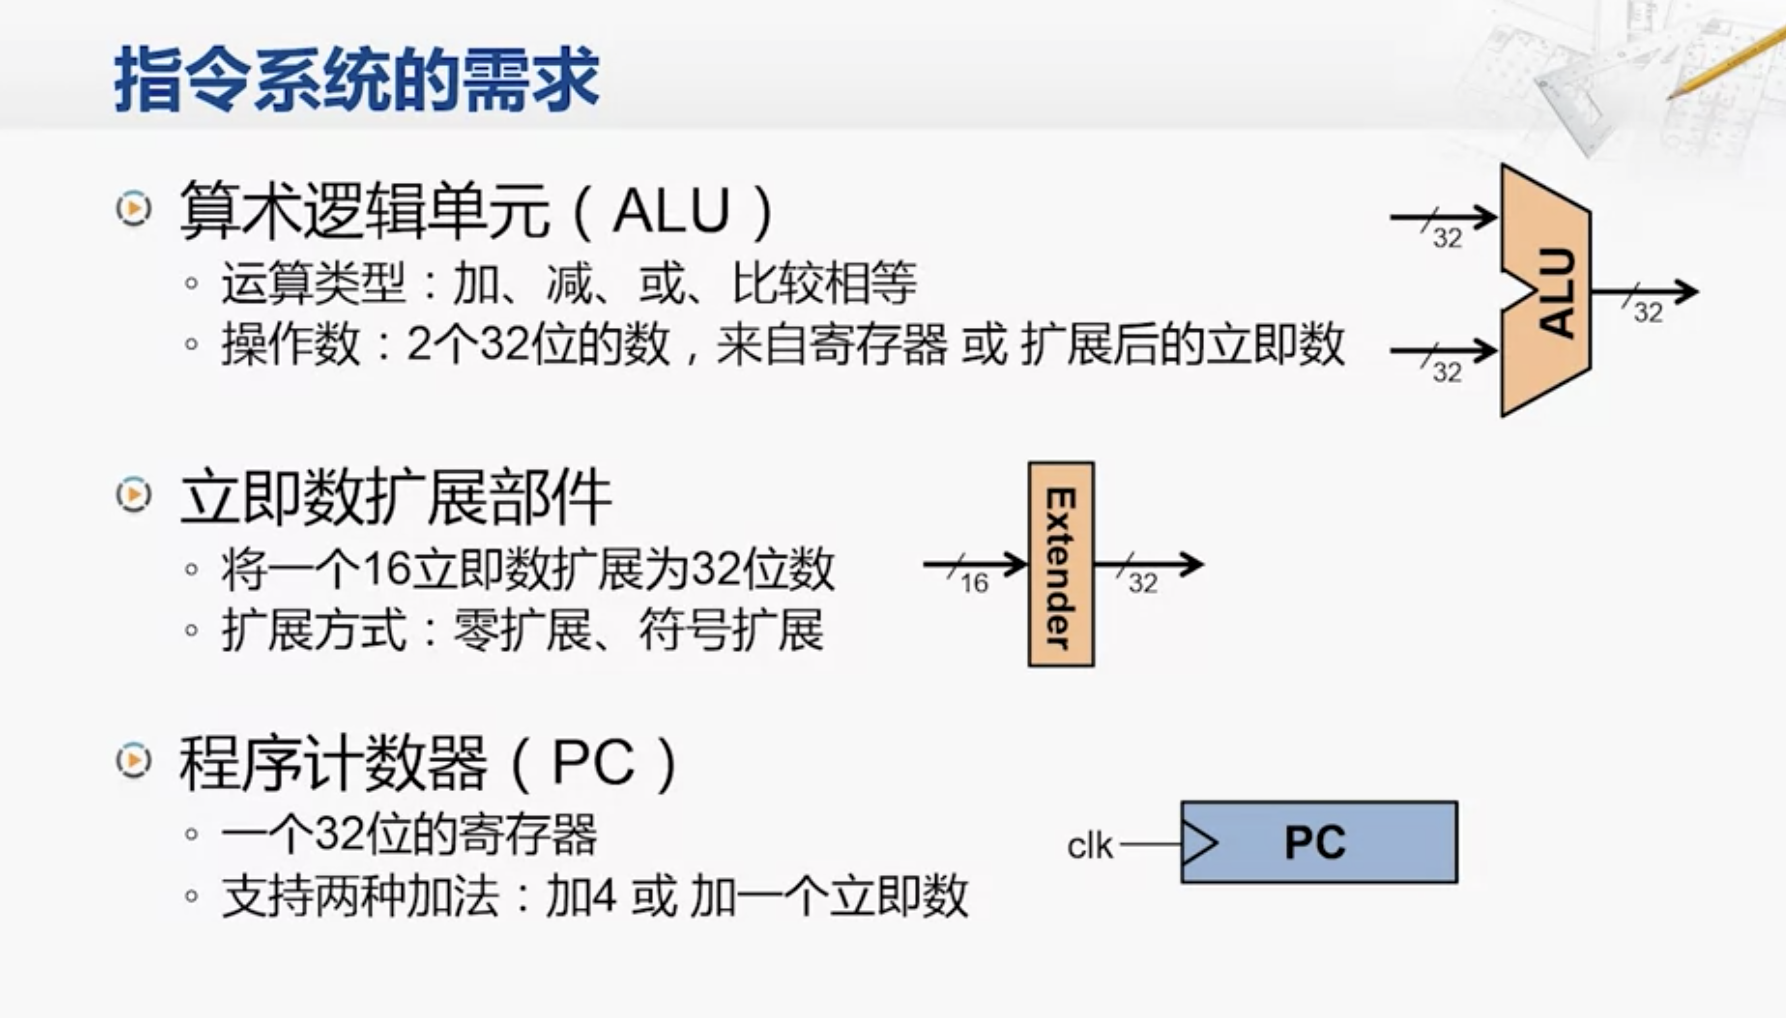 指令系统的需求
算术逻辑单元（ALU）
运算类型：加、减、或、比较相等
操作数：2个32位的数，来自寄存器 或 扩展后的立即数
32
32
ALU
32
立即数扩展部件
将一个16立即数扩展为32位数
扩展方式：零扩展、符号扩展
16
Extender
32
程序计数器（PC）
一个32位的寄存器
支持两种加法：加4 或 加一个立即数
clk
PC